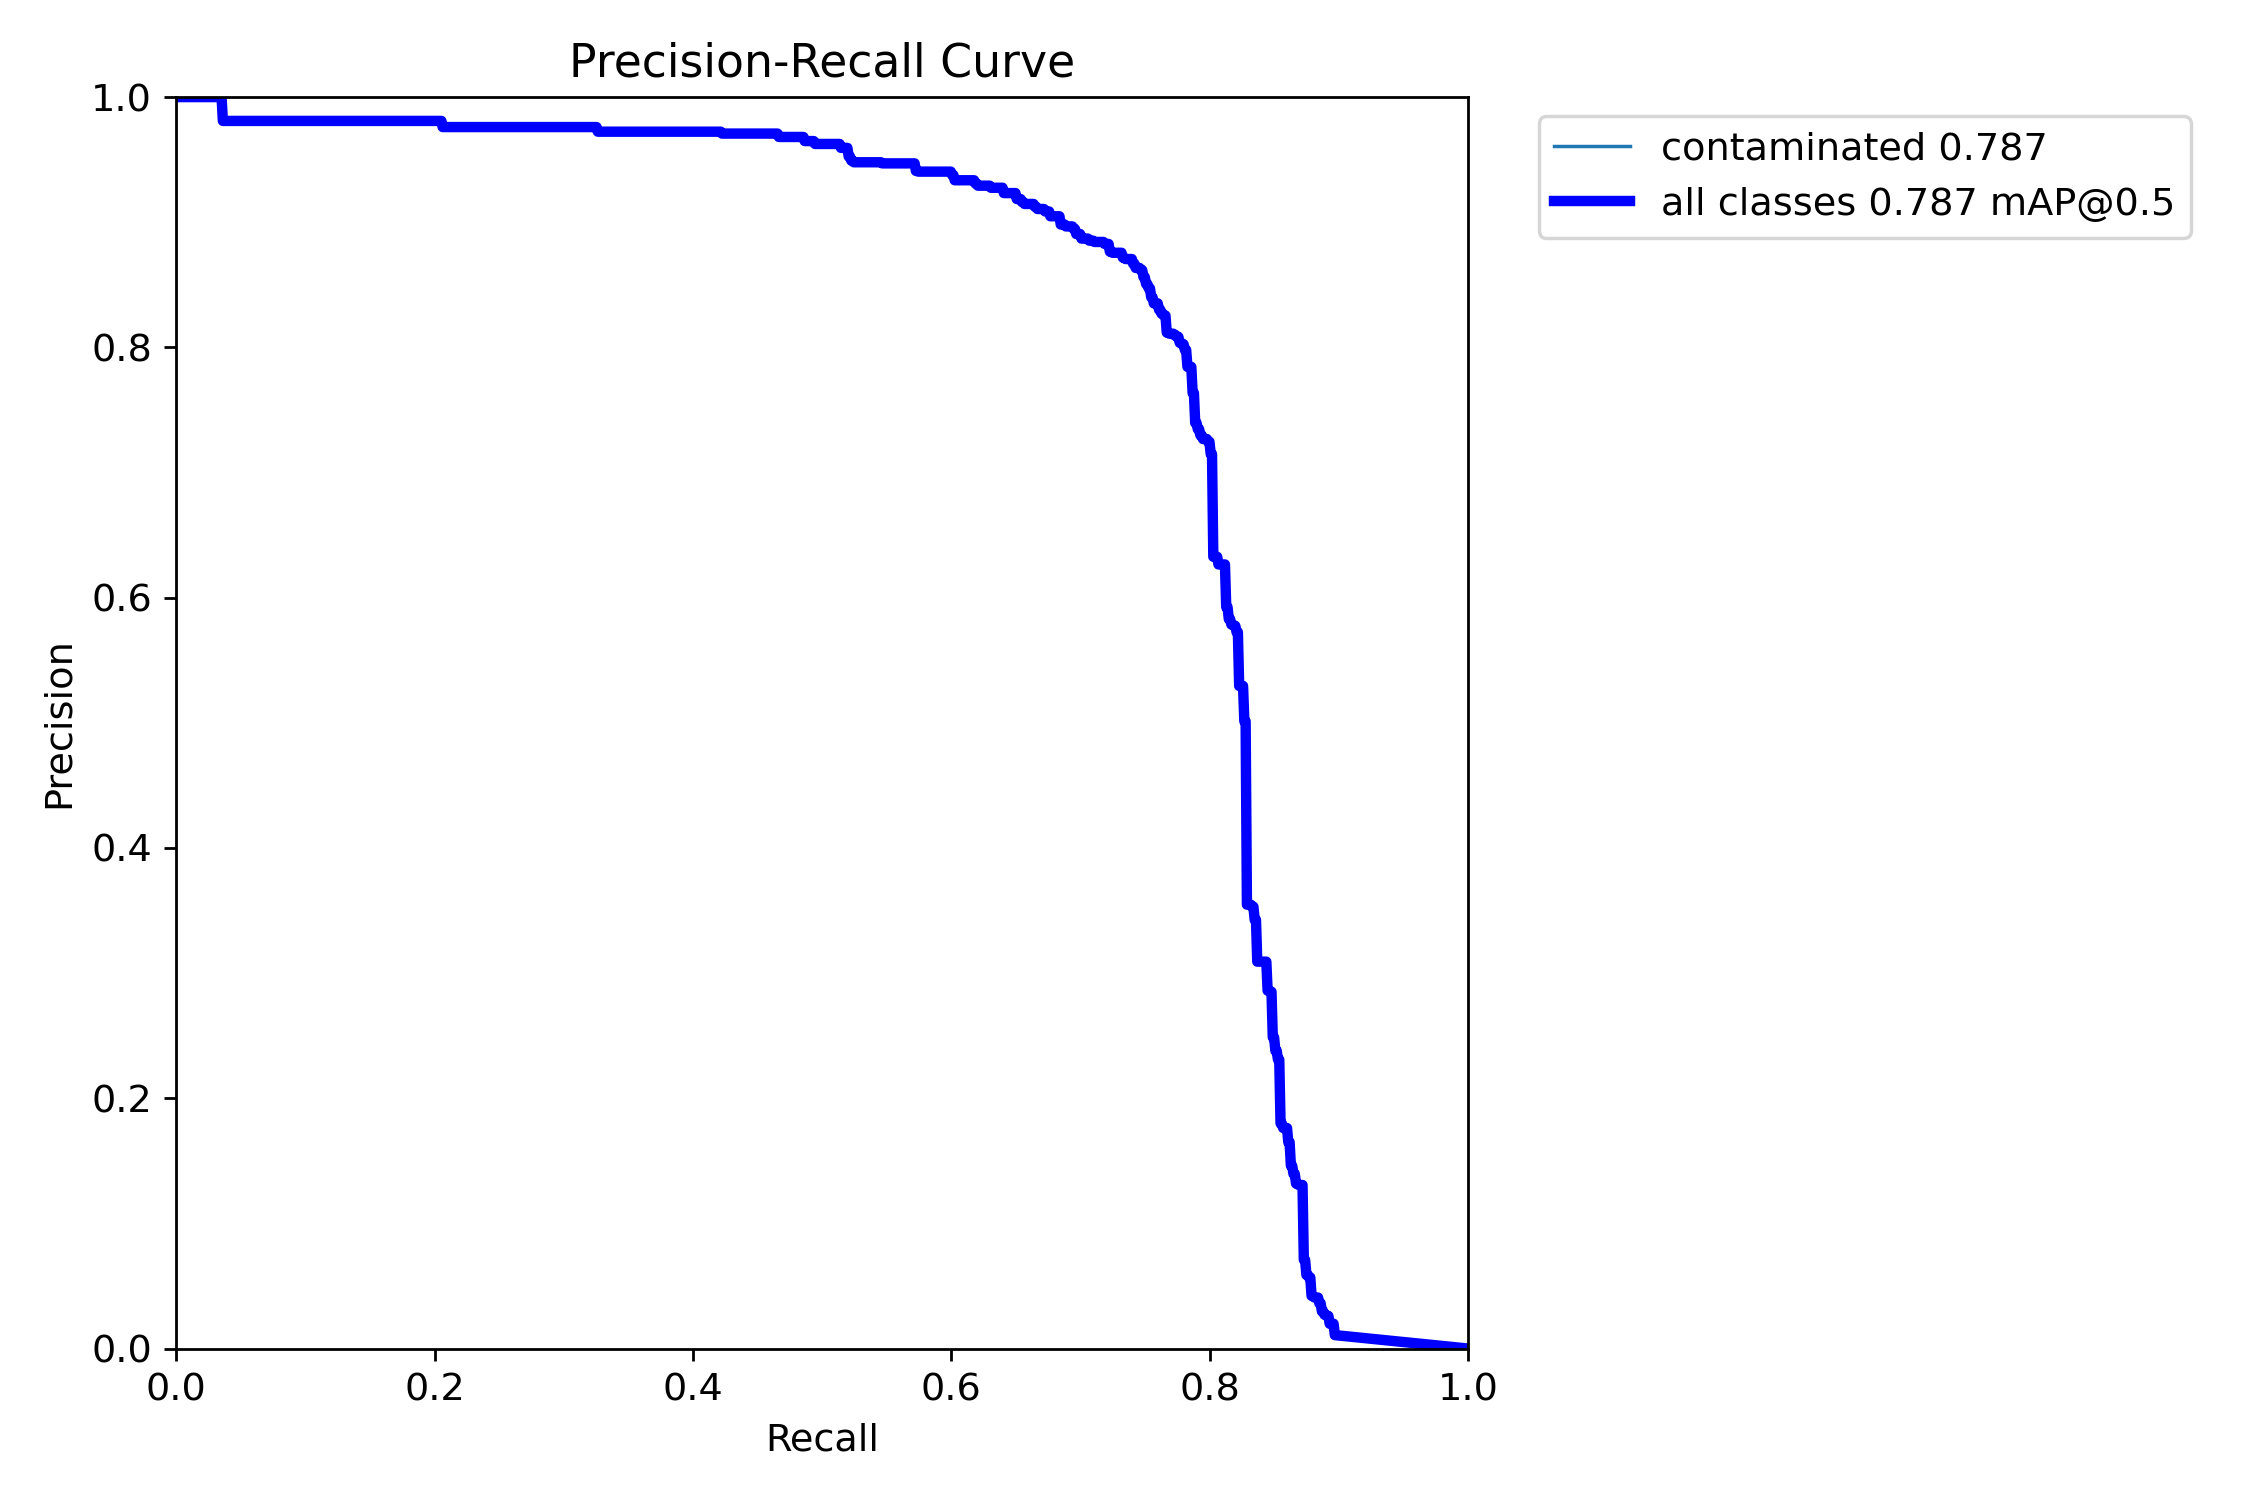 Precision-Recall Curve
contaminated 0.787
all classes 0.787 mAP@0.5
Precision
1.0
0.8
0.6
0.4
0.2
0.0
0.0 0.2 0.4 0.6 0.8 1.0
Recall